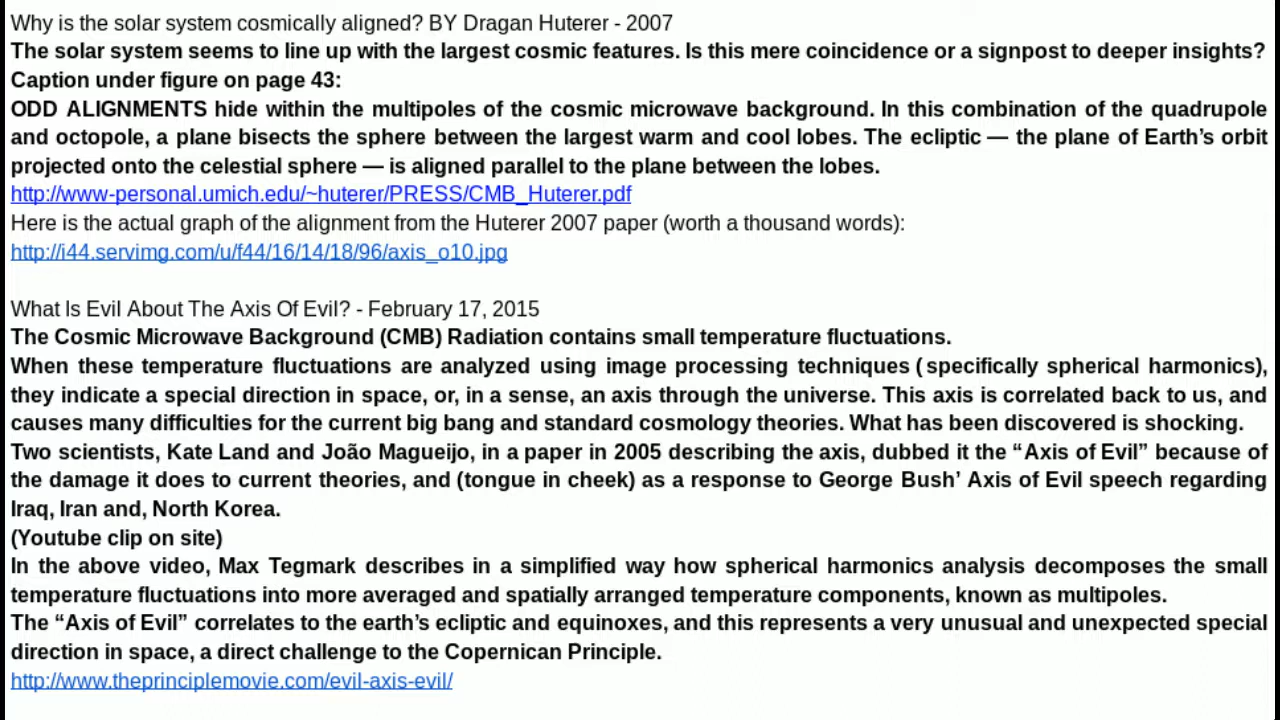 Why is the solar system cosmically aligned? BY Dragan Huterer - 2007
The solar system seems to line up with the largest cosmic features. Is this mere coincidence or a signpost to deeper insights?
Caption under figure on page 43:
ODD ALIGNMENTS hide within the multipoles of the cosmic microwave background. In this combination of the quadrupole
and octopole, a plane bisects the sphere between the largest warm and cool lobes. The ecliptic — the plane of Earth’s orbit
projected onto the celestial sphere — is aligned parallel to the plane between the lobes.
http://www-personal.umich.edu/~huterer/PRESS/CMB_Huterer.pdf
Here is the actual graph of the alignment from the Huterer 2007 paper (worth a thousand words):
http://i44.servimg.com/u/f44/16/14/18/96/axis_o10.jpg
What Is Evil About The Axis Of Evil? - February 17, 2015
The Cosmic Microwave Background (CMB) Radiation contains small temperature fluctuations.
When these temperature fluctuations are analyzed using image processing techniques (specifically spherical harmonics),
they indicate a special direction in space, or, in a sense, an axis through the universe. This axis is correlated back to us, and
causes many difficulties for the current big bang and standard cosmology theories. What has been discovered is shocking.
Two scientists, Kate Land and João Magueijo, in a paper in 2005 describing the axis, dubbed it the “Axis of Evil” because of
the damage it does to current theories, and (tongue in cheek) as a response to George Bush’ Axis of Evil speech regarding
Iraq, Iran and, North Korea.
(Youtube clip on site)
In the above video, Max Tegmark describes in a simplified way how spherical harmonics analysis decomposes the small
temperature fluctuations into more averaged and spatially arranged temperature components, known as multipoles.
The “Axis of Evil” correlates to the earth’s ecliptic and equinoxes, and this represents a very unusual and unexpected special
direction in space, a direct challenge to the Copernican Principle.
http://www.theprinciplemovie.com/evil-axis-evil/